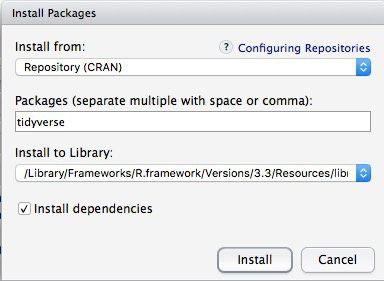 Install Packages
Install from:
? Configuring Repositories
Repository (CRAN)
Packages (separate multiple with space or comma):
tidyverse
Install to Library:
/Library/Frameworks/R.framework/Versions/3.3/Resources/libr
Install dependencies
Install Cancel